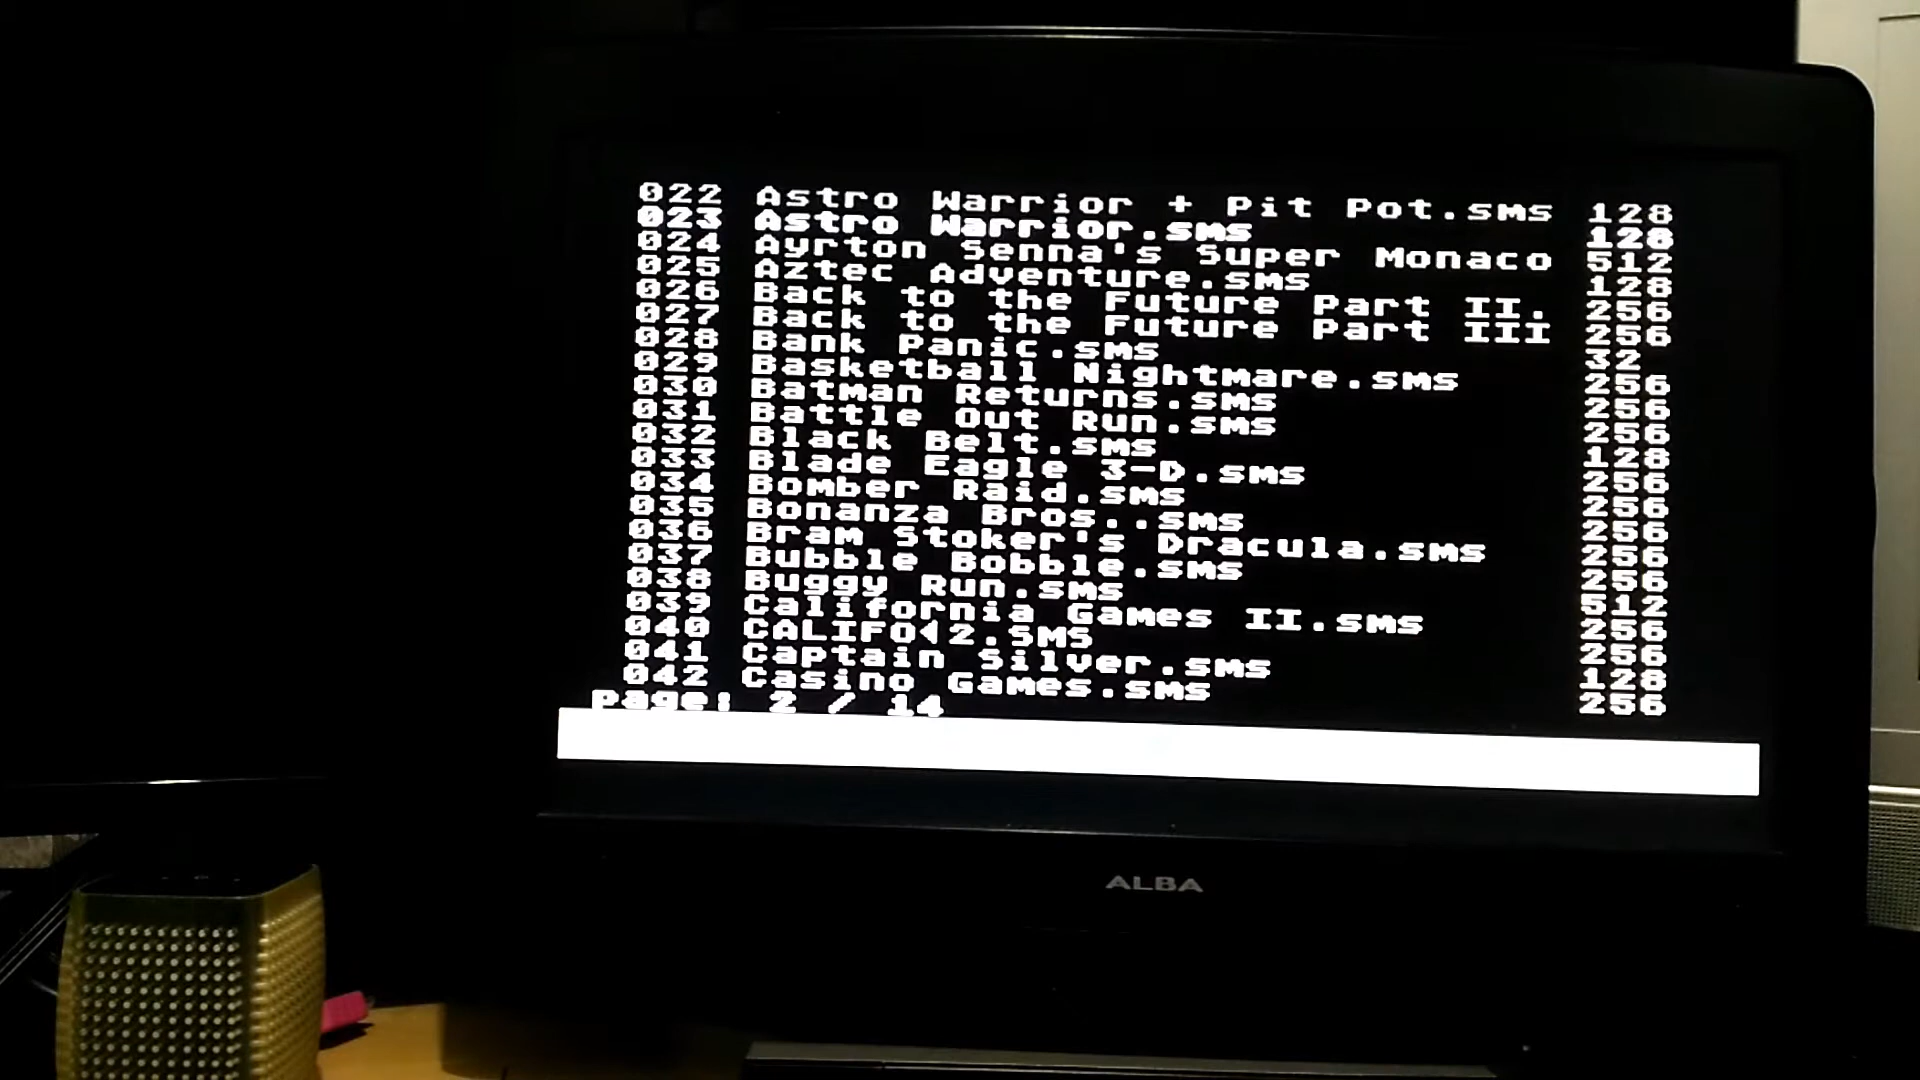 022 Astro Warrior + Pit Pot.sms 128
023 Astro Warrior.sms 128
024 Ayrton Senna's Super Monaco 512
025 Aztec Adventure.sms 128
026 Back to the Future Part II. 256
027 Back to the Future Part III 256
028 Bank Panic.sms 32
029 Basketball Nightmare.sms 256
030 Batman Returns.sms 256
031 Battle Out Run.sms 256
032 Black Belt.sms 128
033 Blade Eagle 3-D.sms 256
034 Bomber Raid.sms 256
035 Bonanza Bros..sms 256
036 Bram Stoker's Dracula.sms 256
037 Bubble Bobble.sms 256
038 Buggy Run.sms 512
039 California Games II.sms 256
040 CALIFO◀2.SMS 256
041 Captain Silver.sms 128
042 Casino Games.sms 256
page: 2 / 14
ALBA